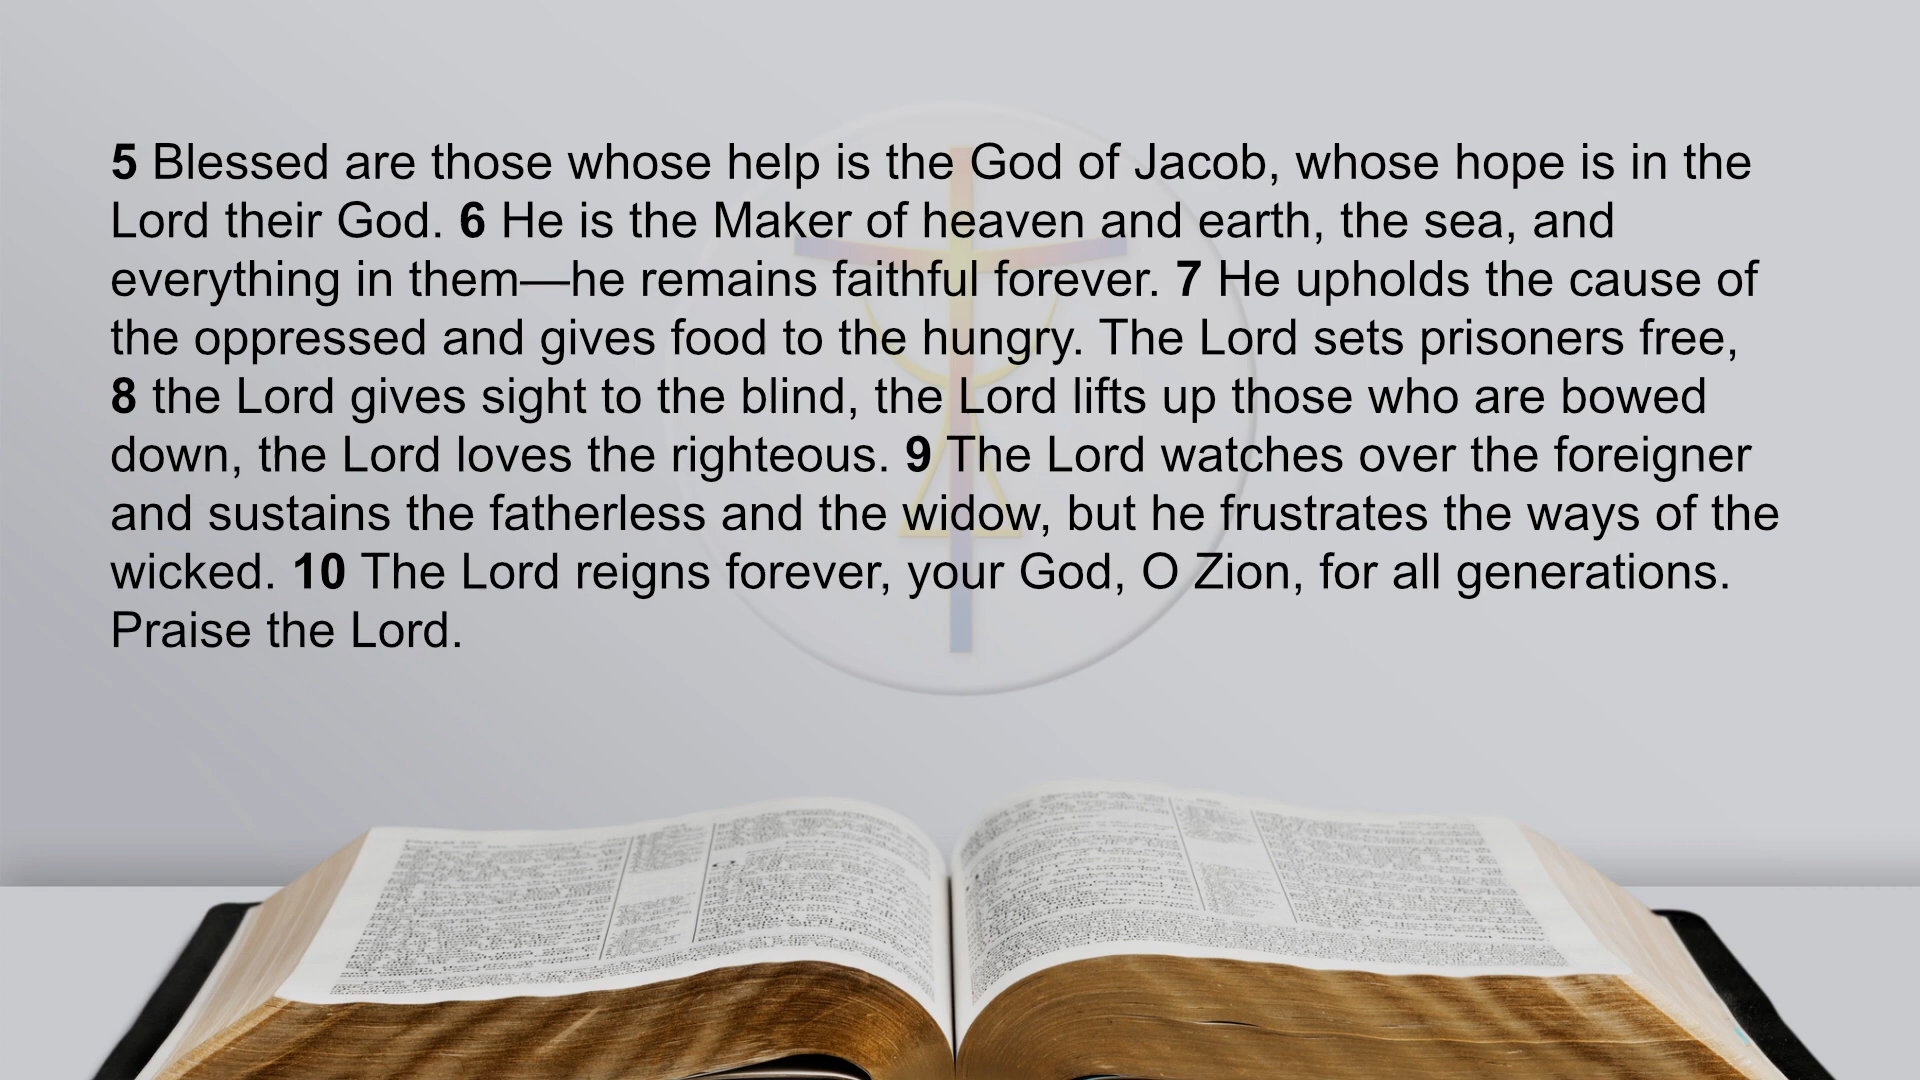 5 Blessed are those whose help is the God of Jacob, whose hope is in the
Lord their God. 6 He is the Maker of heaven and earth, the sea, and
everything in them—he remains faithful forever. 7 He upholds the cause of
the oppressed and gives food to the hungry. The Lord sets prisoners free,
8 the Lord gives sight to the blind, the Lord lifts up those who are bowed
down, the Lord loves the righteous. 9 The Lord watches over the foreigner
and sustains the fatherless and the widow, but he frustrates the ways of the
wicked. 10 The Lord reigns forever, your God, O Zion, for all generations.
Praise the Lord.